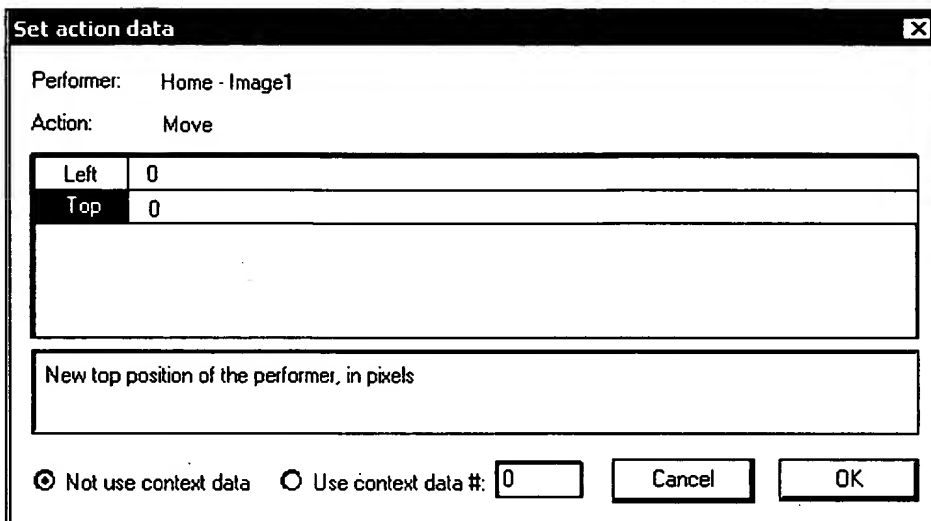 Set action data
Performer: Home - Image1
Action: Move
Left 0
Top 0
New top position of the performer, in pixels
Not use context data Use context data #: 0 Cancel OK